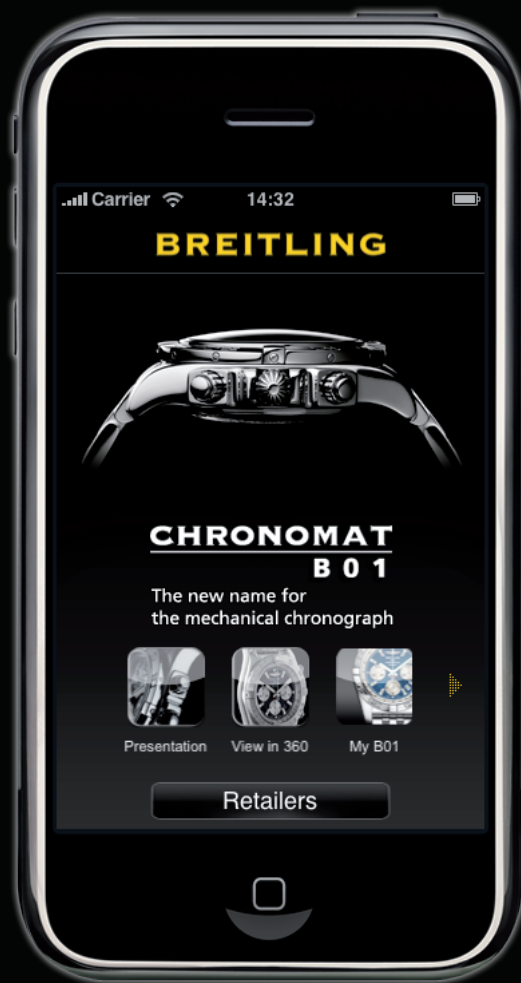 Carrier 14:32
BREITLING
CHRONOMAT
B01
The new name for
the mechanical chronograph
Presentation View in 360 My B01
Retailers